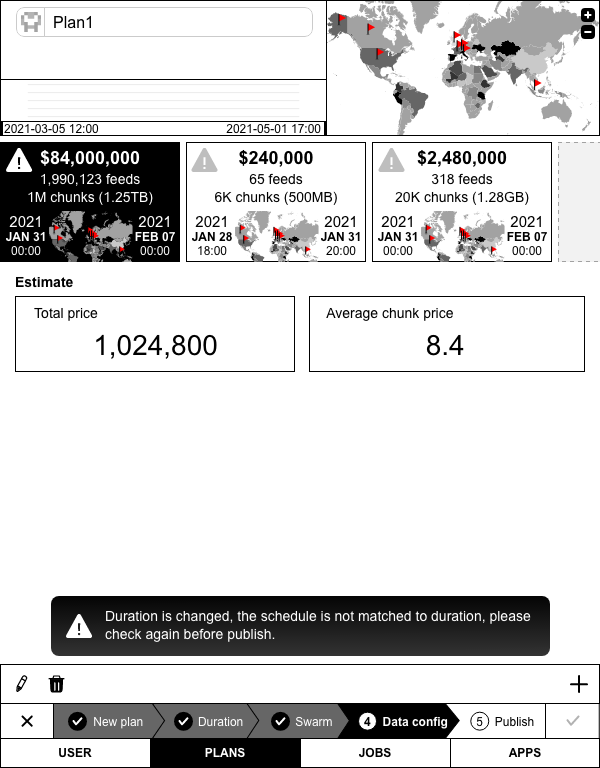 Plan1
2021-03-05 12:00 2021-05-01 17:00
$84,000,000
1,990,123 feeds
1M chunks (1.25TB)
2021 2021
JAN 31 FEB 07
00:00 00:00
$240,000
65 feeds
6K chunks (500MB)
2021 2021
JAN 28 JAN 31
18:00 20:00
$2,480,000
318 feeds
20K chunks (1.28GB)
2021 2021
JAN 31 FEB 07
00:00 00:00
Estimate
Total price
1,024,800
Average chunk price
8.4
Duration is changed, the schedule is not matched to duration, please
check again before publish.
New plan Duration Swarm 4 Data config 5 Publish
USER PLANS JOBS APPS